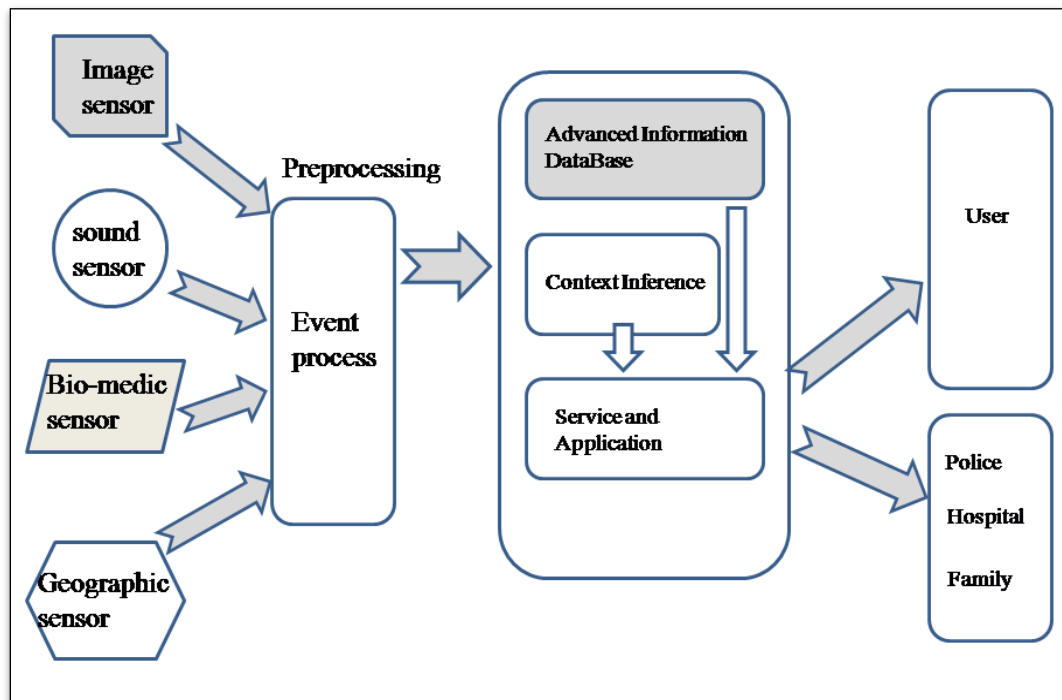 Image
sensor
sound
sensor
Bio-medic
sensor
Geographic
sensor
Preprocessing
Event
process
Advanced Information
DataBase
Context Inference
Service and
Application
User
Police
Hospital
Family